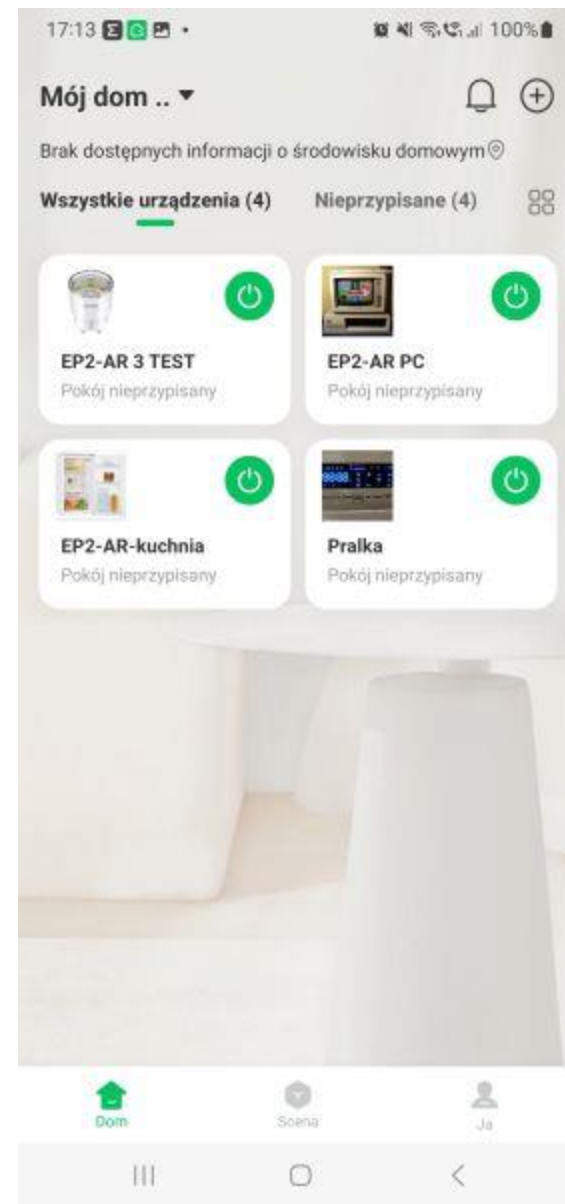 17:13 100%
Mój dom .. ▼
Brak dostępnych informacji o środowisku domowym
Wszystkie urządzenia (4) Nieprzypisane (4)
EP2-AR 3 TEST EP2-AR PC
Pokój nieprzypisany Pokój nieprzypisany
EP2-AR-kuchnia Pralka
Pokój nieprzypisany Pokój nieprzypisany
Dom Scena Ja